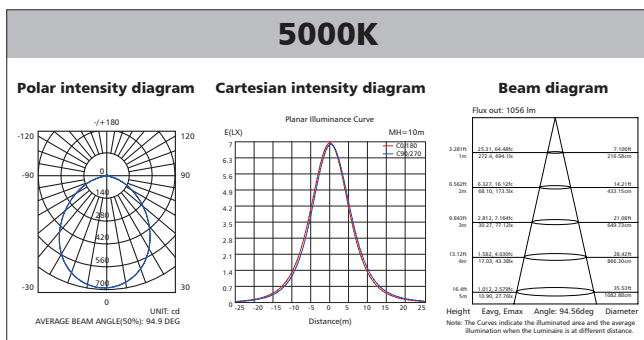 5000K
Polar intensity diagram
Cartesian intensity diagram
Beam diagram
-/+180
-120
120
-90
90
-30
30
0
0
140
280
420
560
700
UNIT: cd
AVERAGE BEAM ANGLE(50%): 94.9 DEG
Planar Illuminance Curve
E(LX)
MH=10m
C0/180
C90/270
7
6.3
5.6
4.9
4.2
3.5
2.8
2.1
1.4
0.7
0
-25 -20 -15 -10 -5 0 5 10 15 20 25
Distance(m)
Flux out: 1056 lm
3.281ft 25.31, 64.48fc 7.106ft
1m 272.4, 694.1lx 216.58cm
6.562ft 6.327, 16.12fc 14.21ft
2m 68.10, 173.5lx 433.15cm
9.843ft 2.812, 7.164fc 21.08ft
3m 30.27, 77.12lx 649.73cm
13.12ft 1.582, 4.030fc 28.42ft
4m 17.03, 43.38lx 866.30cm
16.4ft 1.012, 2.579fc 35.53ft
5m 10.90, 27.76lx 1082.88cm
Height Eavg, Emax Angle: 94.56deg Diameter
Note: The Curves indicate the illuminated area and the average
illumination when the Luminaire is at different distance.